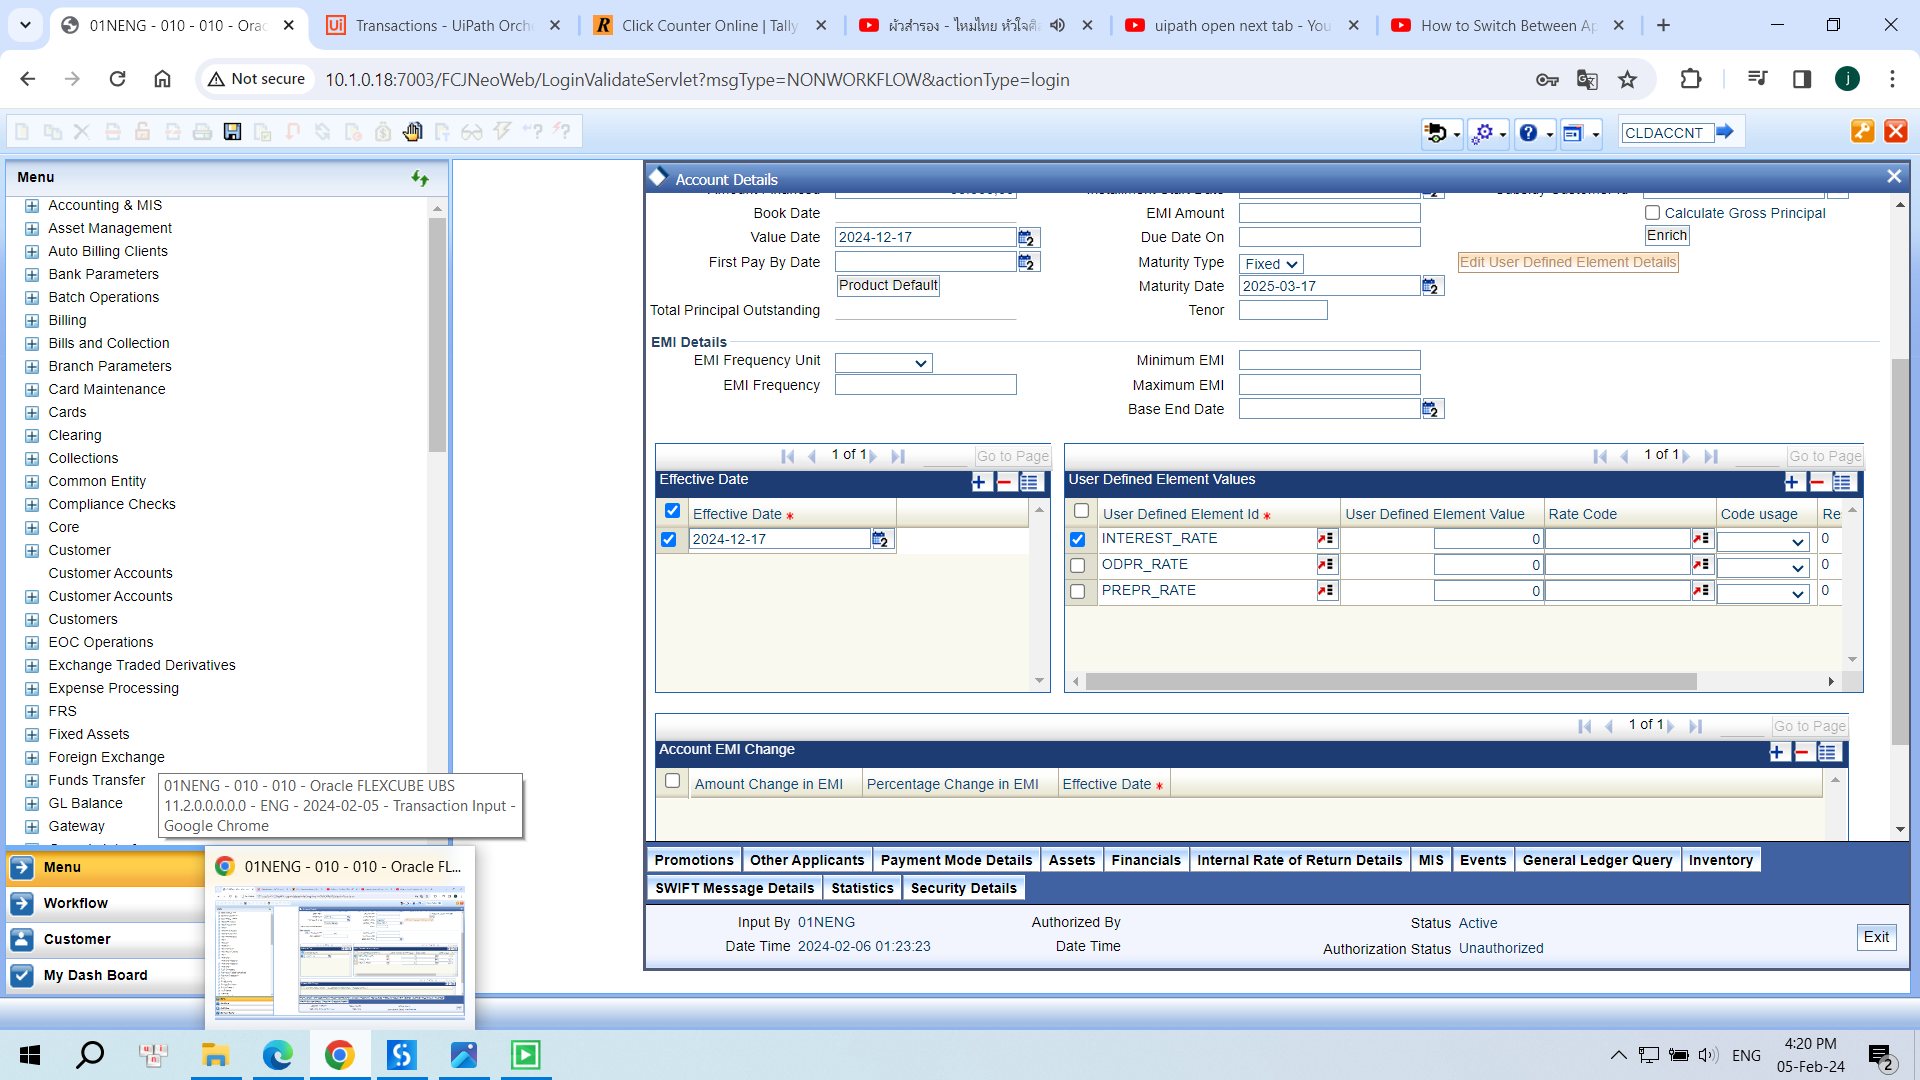 01NENG - 010 - 010 - Orac
Transactions - UiPath Orche
Click Counter Online | Tally
ผัวสำรอง - ไหมไทย หัวใจศิล
uipath open next tab - You
How to Switch Between Ap
Not secure
10.1.0.18:7003/FCJNeoWeb/LoginValidateServlet?msgType=NONWORKFLOW&actionType=login
j
CLDACCNT
Menu
Accounting & MIS
Asset Management
Auto Billing Clients
Bank Parameters
Batch Operations
Billing
Bills and Collection
Branch Parameters
Card Maintenance
Cards
Clearing
Collections
Common Entity
Compliance Checks
Core
Customer
Customer Accounts
Customer Accounts
Customers
EOC Operations
Exchange Traded Derivatives
Expense Processing
FRS
Fixed Assets
Foreign Exchange
Funds Transfer
GL Balance
Gateway
01NENG - 010 - 010 - Oracle FLEXCUBE UBS
11.2.0.0.0.0.0 - ENG - 2024-02-05 - Transaction Input -
Google Chrome
Menu
Workflow
Customer
My Dash Board
01NENG - 010 - 010 - Oracle FL...
Account Details
Book Date
Value Date 2024-12-17
First Pay By Date
Product Default
Total Principal Outstanding
EMI Amount
Due Date On
Maturity Type Fixed
Maturity Date 2025-03-17
Tenor
Calculate Gross Principal
Enrich
Edit User Defined Element Details
EMI Details
EMI Frequency Unit
EMI Frequency
Minimum EMI
Maximum EMI
Base End Date
1 of 1 Go to Page
Effective Date
Effective Date *
2024-12-17
1 of 1 Go to Page
User Defined Element Values
User Defined Element Id * User Defined Element Value Rate Code Code usage Re
INTEREST_RATE 0 0
ODPR_RATE 0 0
PREPR_RATE 0 0
1 of 1 Go to Page
Account EMI Change
Amount Change in EMI Percentage Change in EMI Effective Date *
Promotions Other Applicants Payment Mode Details Assets Financials Internal Rate of Return Details MIS Events General Ledger Query Inventory
SWIFT Message Details Statistics Security Details
Input By 01NENG Authorized By Status Active
Date Time 2024-02-06 01:23:23 Date Time Authorization Status Unauthorized
Exit
ENG
4:20 PM
05-Feb-24
2